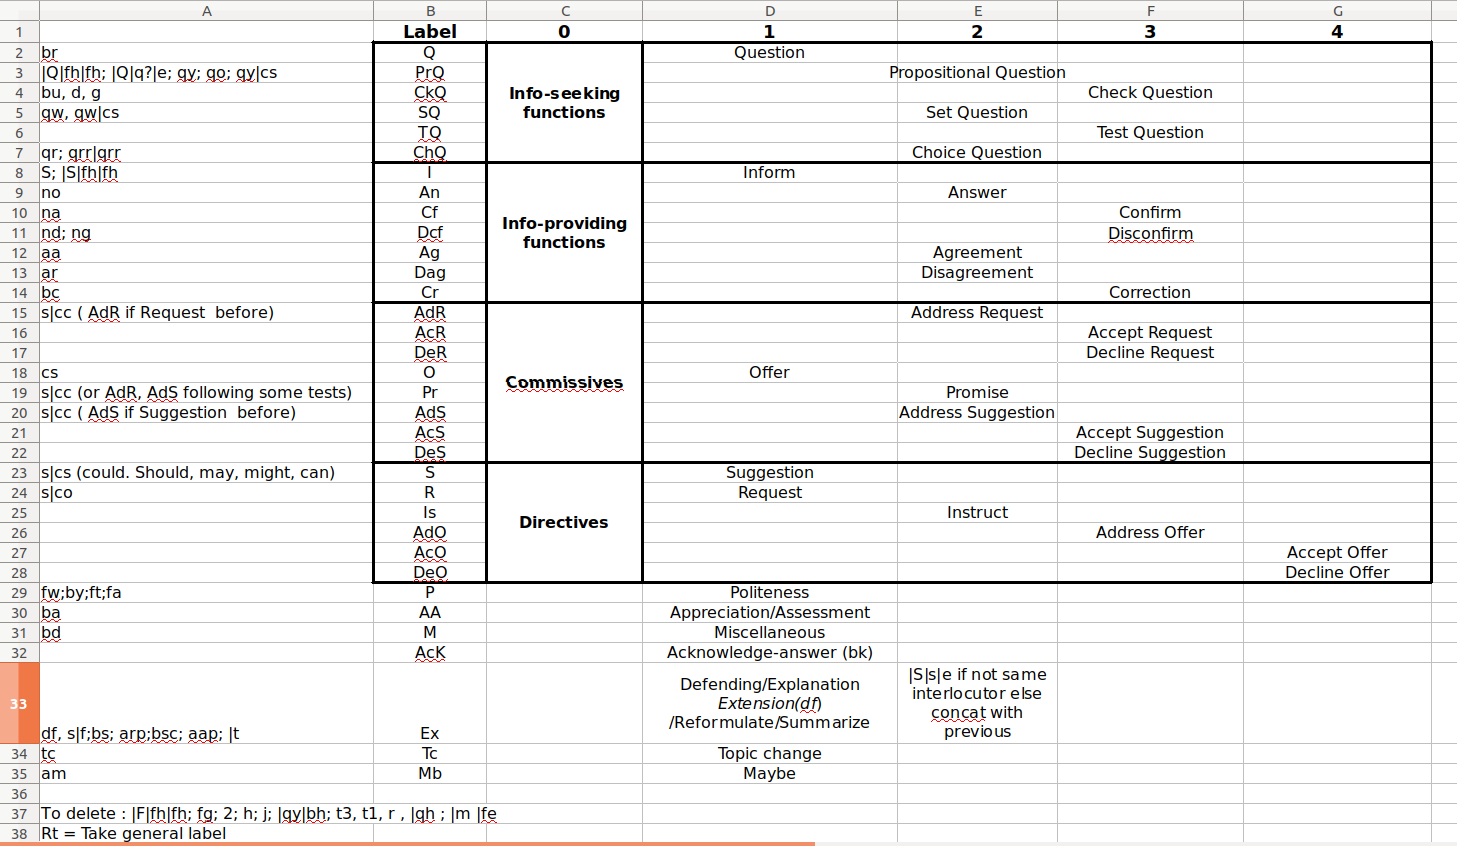 A B C D E F G
1 Label 0 1 2 3 4
2 br Q Question
3 |Q|fh|fh; |Q|q?|e; qy; qo; qy|cs PrQ Propositional Question
4 bu, d, g CkQ Check Question
Info-seeking
functions
5 qw, qw|cs SQ Set Question
6 TQ Test Question
7 qr; qrr|qrr ChQ Choice Question
8 S; |S|fh|fh I Inform
9 no An Answer
10 na Cf Confirm
Info-providing
functions
11 nd; ng Dcf Disconfirm
12 aa Ag Agreement
13 ar Dag Disagreement
14 bc Cr Correction
15 s|cc ( AdR if Request before) AdR Address Request
16 AcR Accept Request
17 DeR Decline Request
18 cs O Offer
Commissives
19 s|cc (or AdR, AdS following some tests) Pr Promise
20 s|cc ( AdS if Suggestion before) AdS Address Suggestion
21 AcS Accept Suggestion
22 DeS Decline Suggestion
23 s|cs (could. Should, may, might, can) S Suggestion
24 s|co R Request
25 Is Instruct
Directives
26 AdO Address Offer
27 AcO Accept Offer
28 DeO Decline Offer
29 fw;by;ft;fa P Politeness
30 ba AA Appreciation/Assessment
31 bd M Miscellaneous
32 AcK Acknowledge-answer (bk)
33 df, s|f;bs; arp;bsc; aap; |t Ex
Defending/Explanation
Extension(df)
/Reformulate/Summarize
|S|s|e if not same
interlocutor else
concat with
previous
34 tc Tc Topic change
35 am Mb Maybe
36
37 To delete : |F|fh|fh; fg; 2; h; j; |qy|bh; t3, t1, r , |qh ; |m |fe
38 Rt = Take general label